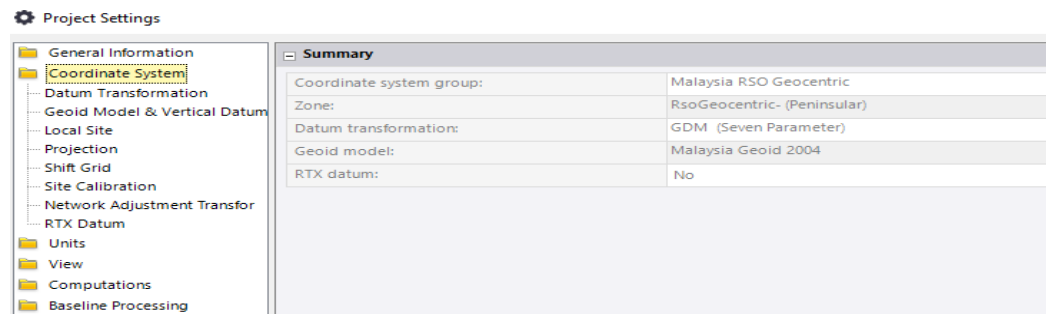 Project Settings
General Information
Coordinate System
Datum Transformation
Geoid Model & Vertical Datum
Local Site
Projection
Shift Grid
Site Calibration
Network Adjustment Transfor
RTX Datum
Units
View
Computations
Baseline Processing
Summary
Coordinate system group: Malaysia RSO Geocentric
Zone: RsoGeocentric- (Peninsular)
Datum transformation: GDM (Seven Parameter)
Geoid model: Malaysia Geoid 2004
RTX datum: No